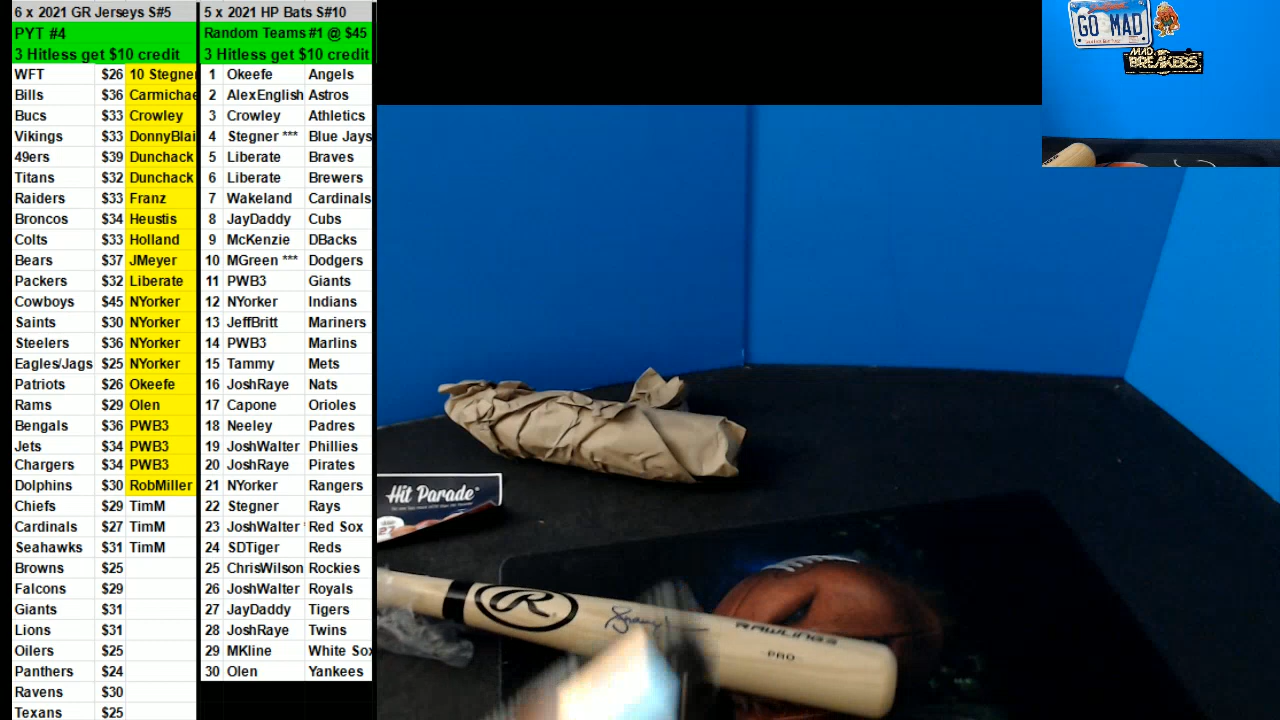 6 x 2021 GR Jerseys S#5
PYT #4
3 Hitless get $10 credit
WFT $26 10 Stegner
Bills $36 Carmichae
Bucs $33 Crowley
Vikings $33 DonnyBlai
49ers $39 Dunchack
Titans $32 Dunchack
Raiders $33 Franz
Broncos $34 Heustis
Colts $33 Holland
Bears $37 JMeyer
Packers $32 Liberate
Cowboys $45 NYorker
Saints $30 NYorker
Steelers $36 NYorker
Eagles/Jags $25 NYorker
Patriots $26 Okeefe
Rams $29 Olen
Bengals $36 PWB3
Jets $34 PWB3
Chargers $34 PWB3
Dolphins $30 RobMiller
Chiefs $29 TimM
Cardinals $27 TimM
Seahawks $31 TimM
Browns $25
Falcons $29
Giants $31
Lions $31
Oilers $25
Panthers $24
Ravens $30
Texans $25
5 x 2021 HP Bats S#10
Random Teams #1 @ $45
3 Hitless get $10 credit
1 Okeefe Angels
2 AlexEnglish Astros
3 Crowley Athletics
4 Stegner *** Blue Jays
5 Liberate Braves
6 Liberate Brewers
7 Wakeland Cardinals
8 JayDaddy Cubs
9 McKenzie DBacks
10 MGreen *** Dodgers
11 PWB3 Giants
12 NYorker Indians
13 JeffBritt Mariners
14 PWB3 Marlins
15 Tammy Mets
16 JoshRaye Nats
17 Capone Orioles
18 Neeley Padres
19 JoshWalter Phillies
20 JoshRaye Pirates
21 NYorker Rangers
22 Stegner Rays
23 JoshWalter Red Sox
24 SDTiger Reds
25 ChrisWilson Rockies
26 JoshWalter Royals
27 JayDaddy Tigers
28 JoshRaye Twins
29 MKline White Sox
30 Olen Yankees
GO MAD
MAD
BREAKERS
Hit Parade
27
R
RAWLINGS
PRO